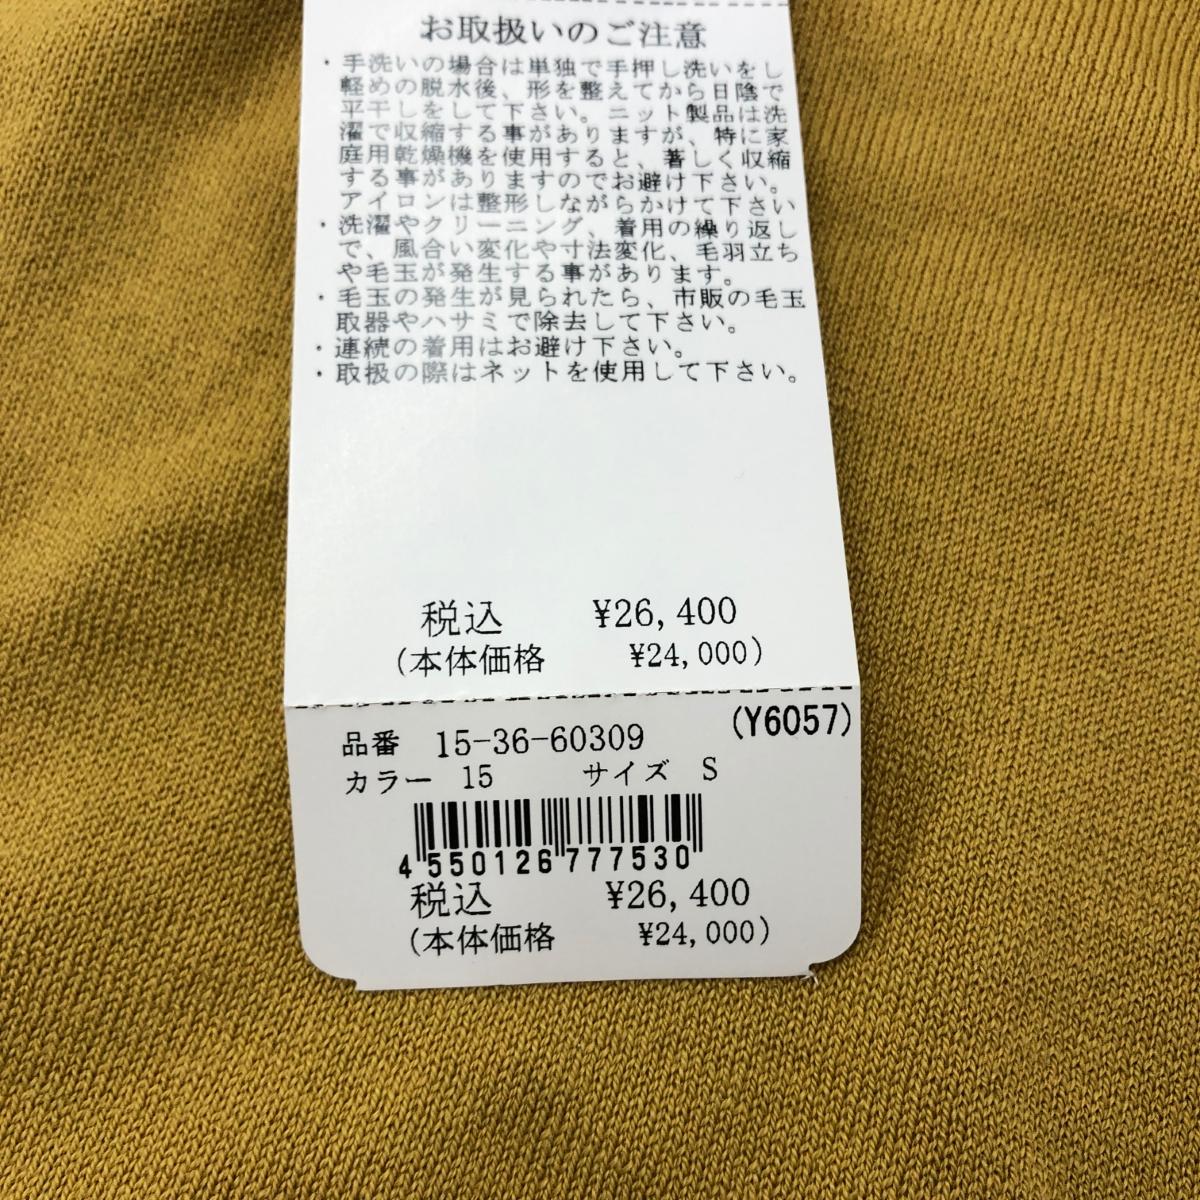 お取扱いのご注意
・手洗いの場合は単独で手押し洗いをし
軽めの脱水後、形を整えてから日陰で
平干しをして下さい。ニット製品は洗
濯で収縮する事がありますが、特に家
庭用乾燥機を使用すると、著しく収縮
する事がありますのでお避け下さい。
アイロンは整形しながらかけて下さい
・洗濯やクリーニング、着用の繰り返し
で、風合い変化や寸法変化、毛羽立ち
や毛玉が発生する事があります。
・毛玉の発生が見られたら、市販の毛玉
取器やハサミで除去して下さい。
・連続の着用はお避け下さい。
・取扱の際はネットを使用して下さい。
税込 ¥26,400
(本体価格 ¥24,000)
(Y6057)
品番 15-36-60309
カラー 15 サイズ S
4550126777530
税込 ¥26,400
(本体価格 ¥24,000)